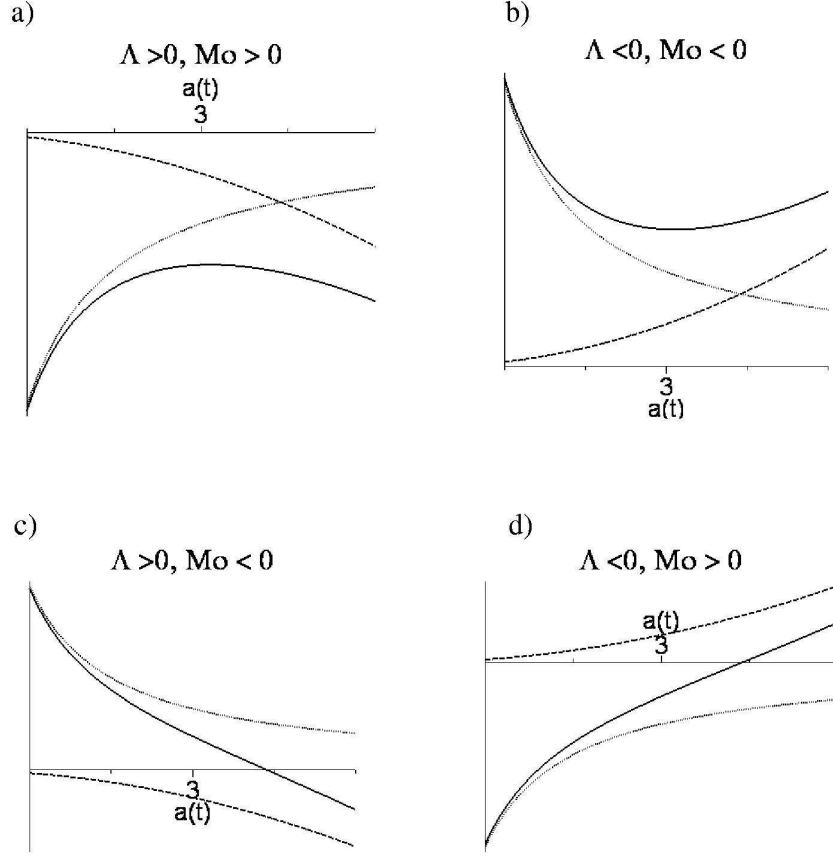 a)
Λ >0, Mo > 0
a(t)
3
b)
Λ <0, Mo < 0
3
a(t)
c)
Λ >0, Mo < 0
3
a(t)
d)
Λ <0, Mo > 0
a(t)
3